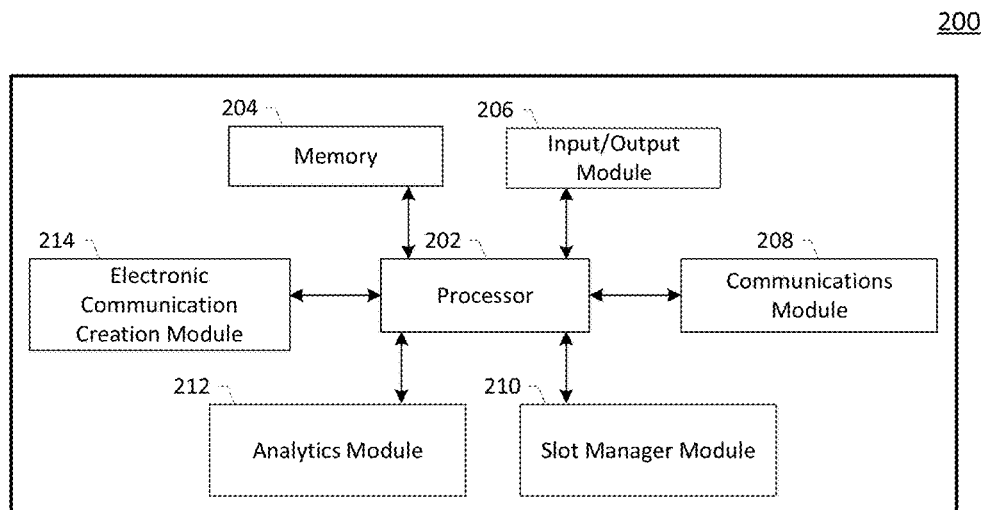 200
204
206
Memory
Input/Output
Module
214
202
208
Electronic
Communication
Creation Module
Processor
Communications
Module
212
210
Analytics Module
Slot Manager Module